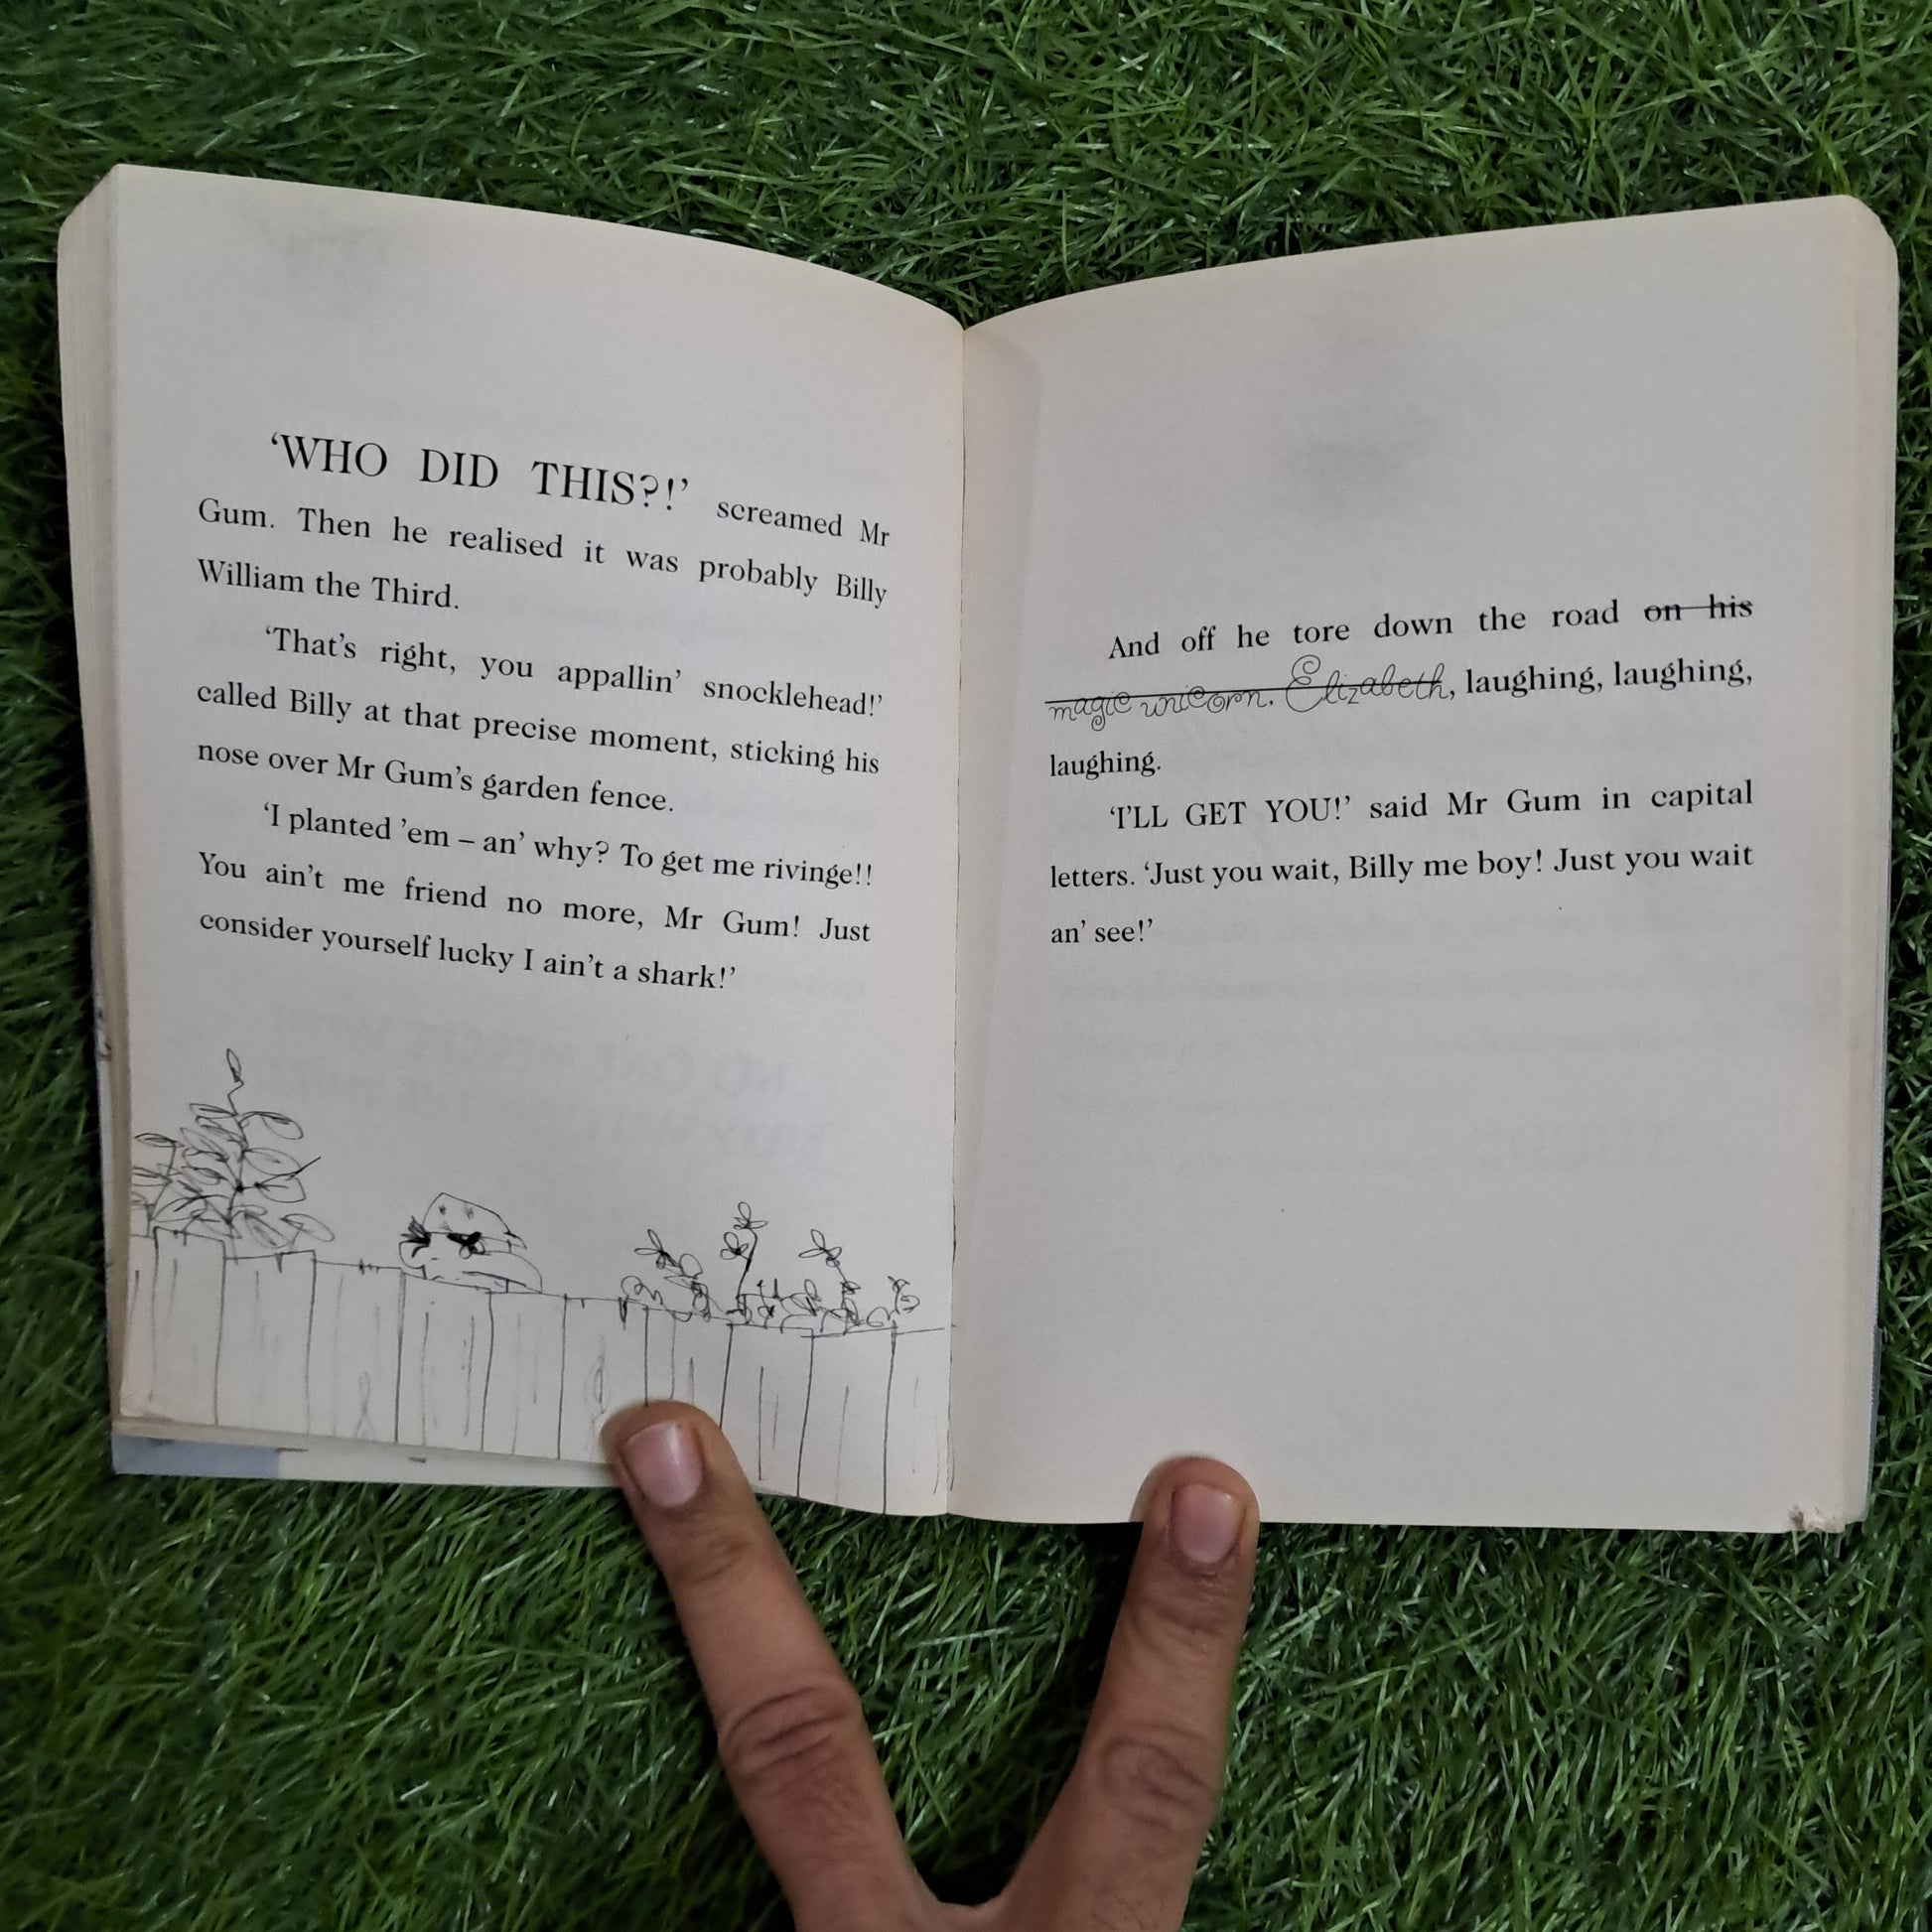 ‘WHO DID THIS?!’ screamed Mr
Gum. Then he realised it was probably Billy
William the Third.
‘That’s right, you appallin’ snocklehead!’
called Billy at that precise moment, sticking his
nose over Mr Gum’s garden fence.
‘I planted ’em – an’ why? To get me rivinge!!
You ain’t me friend no more, Mr Gum! Just
consider yourself lucky I ain’t a shark!’
And off he tore down the road on his
magic unicorn. Elizabeth, laughing, laughing,
laughing.
‘I’LL GET YOU!’ said Mr Gum in capital
letters. ‘Just you wait, Billy me boy! Just you wait
an’ see!’